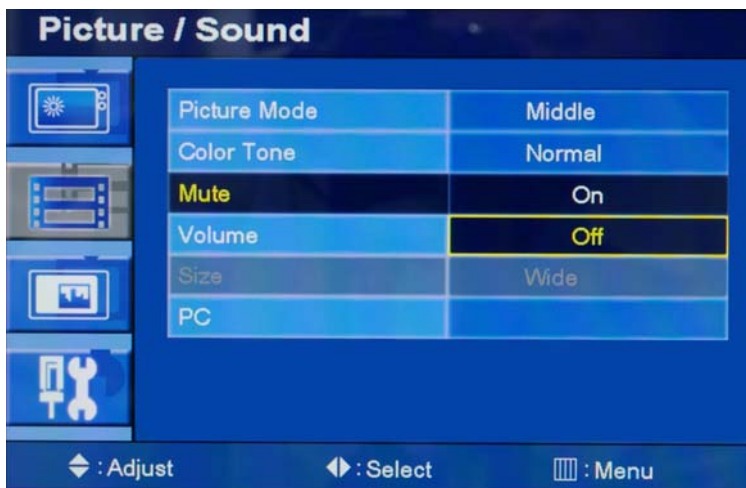 Picture / Sound
Picture Mode Middle
Color Tone Normal
Mute On
Volume Off
Size Wide
PC
: Adjust : Select : Menu